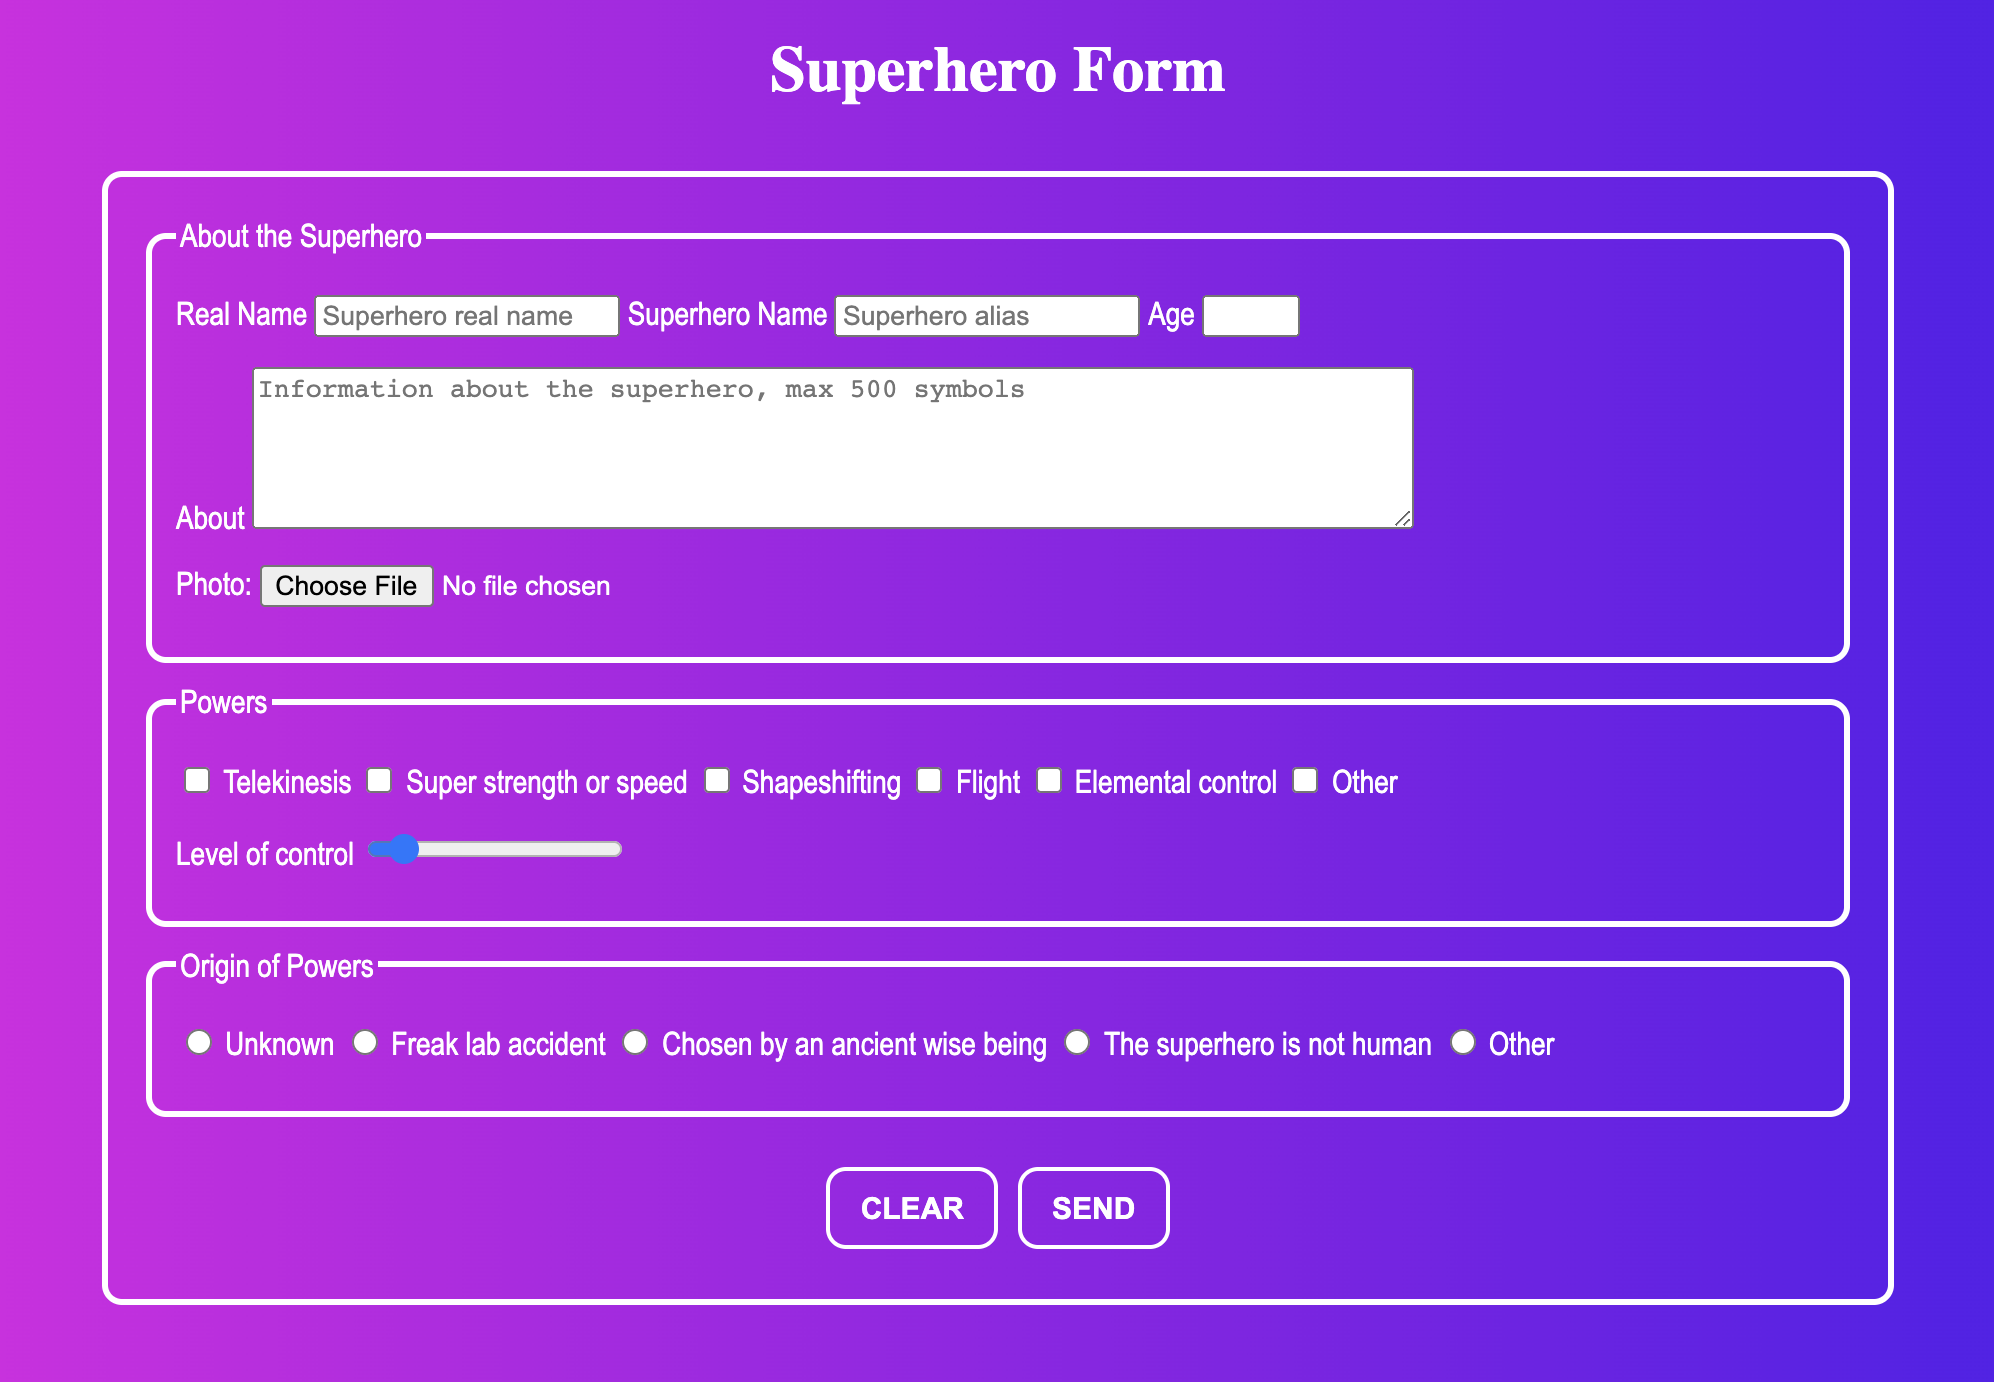 Superhero Form
About the Superhero
Real Name Superhero real name Superhero Name Superhero alias Age
Information about the superhero, max 500 symbols
About
Photo: Choose File No file chosen
Powers
Telekinesis Super strength or speed Shapeshifting Flight Elemental control Other
Level of control
Origin of Powers
Unknown Freak lab accident Chosen by an ancient wise being The superhero is not human Other
CLEAR SEND